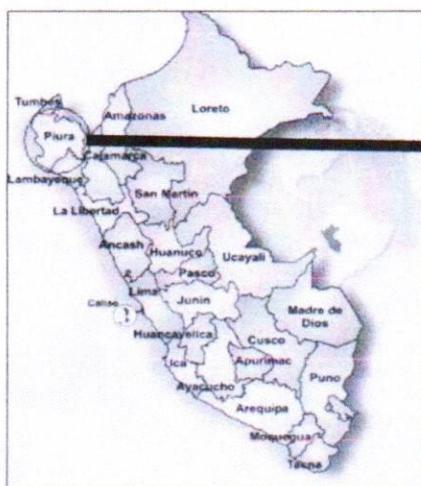 Tumbes
Amazonas
Loreto
Piura
Cajamarca
Lambayeque
San Martin
La Libertad
Ancash
Huanuco
Ucayali
Pasco
Lima
Junin
Callao
Madre de
Dios
Huancavelica
Cusco
Ica
Apurimac
Puno
Ayacucho
Arequipa
Moquegua
Tacna